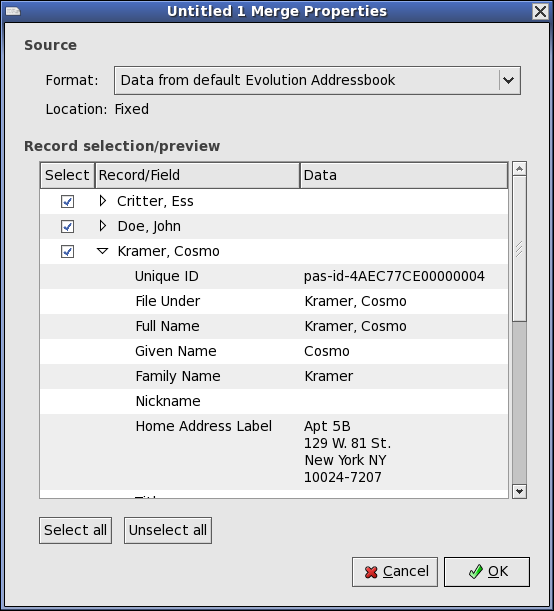 Untitled 1 Merge Properties
Source
Format: Data from default Evolution Addressbook
Location: Fixed
Record selection/preview
Select Record/Field Data
Critter, Ess
Doe, John
Kramer, Cosmo
Unique ID pas-id-4AEC77CE00000004
File Under Kramer, Cosmo
Full Name Kramer, Cosmo
Given Name Cosmo
Family Name Kramer
Nickname
Home Address Label Apt 5B
129 W. 81 St.
New York NY
10024-7207
Select all Unselect all
Cancel OK